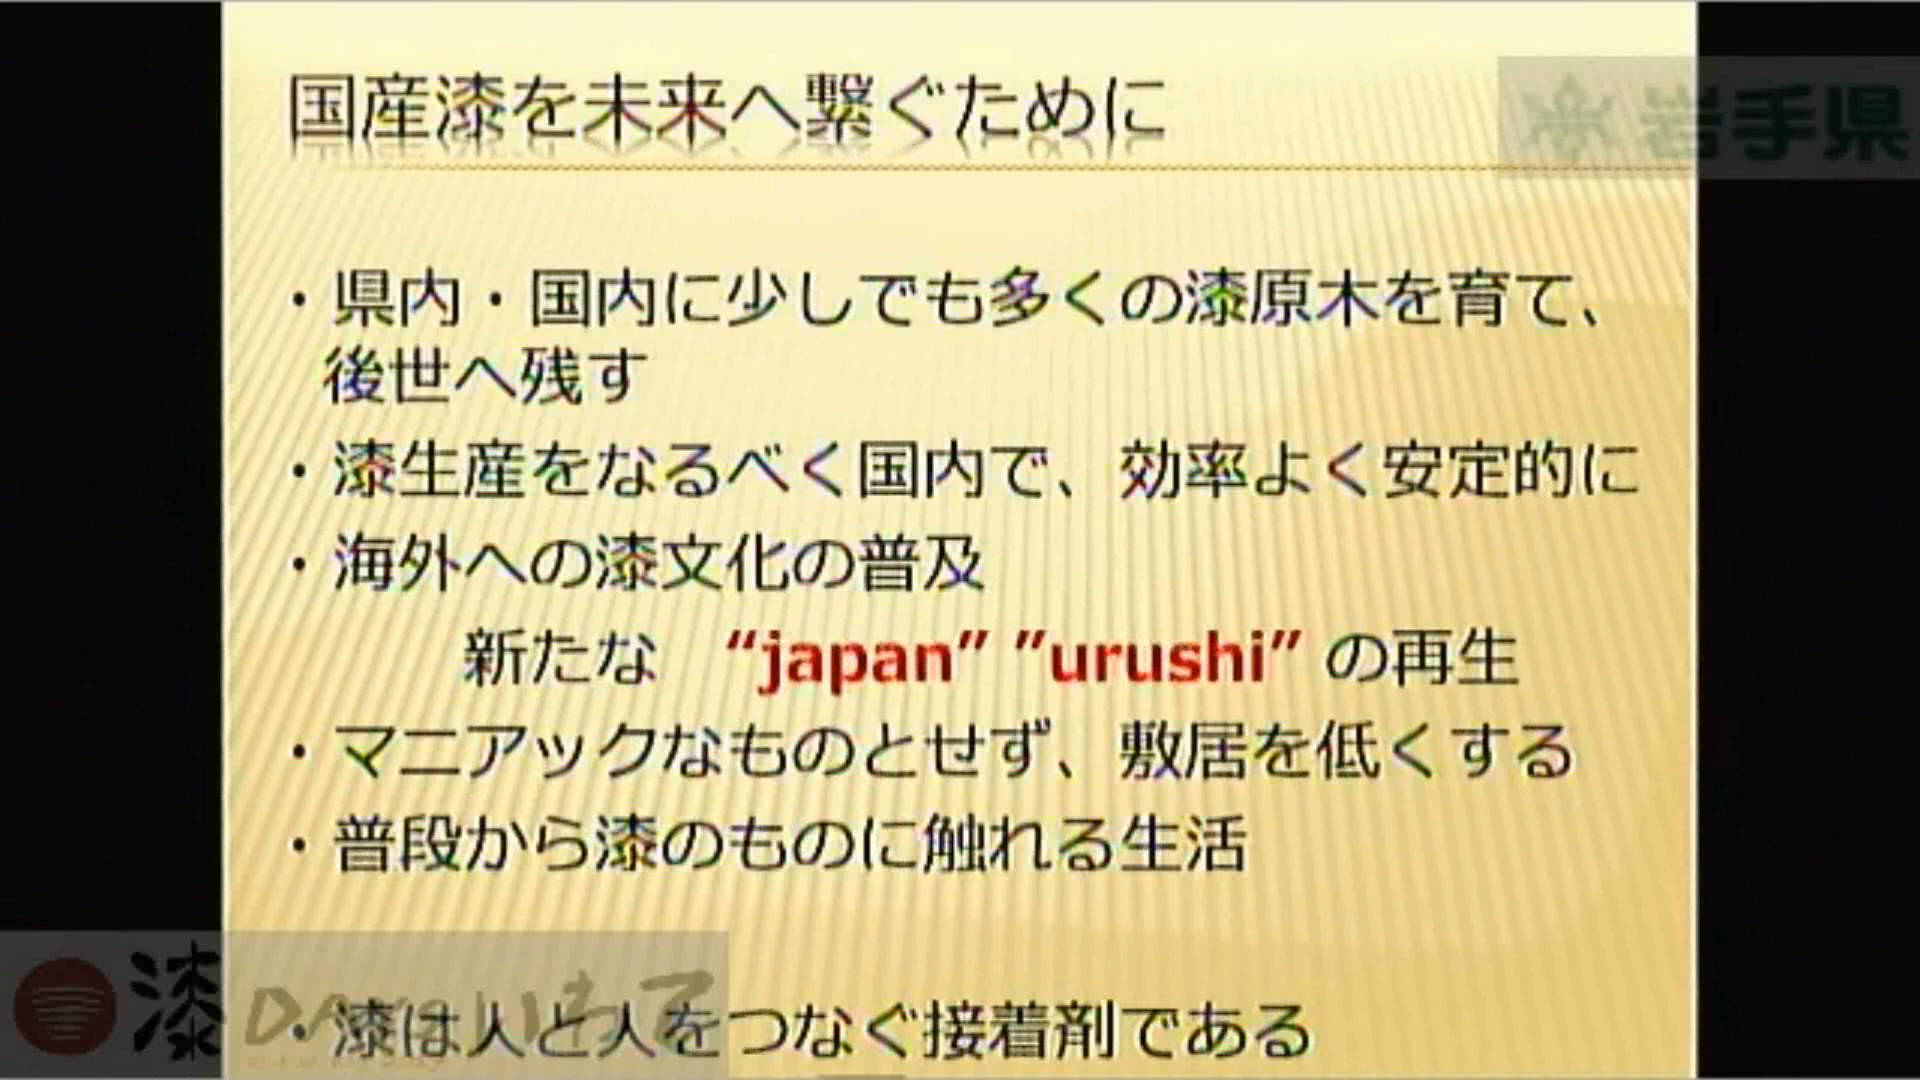 国産漆を未来へ繋ぐために
岩手県
・県内・国内に少しでも多くの漆原木を育て、
後世へ残す
・漆生産をなるべく国内で、効率よく安定的に
・海外への漆文化の普及
新たな “japan” ”urushi” の再生
・マニアックなものとせず、敷居を低くする
・普段から漆のものに触れる生活
・漆は人と人をつなぐ接着剤である
漆 DAYS いわて